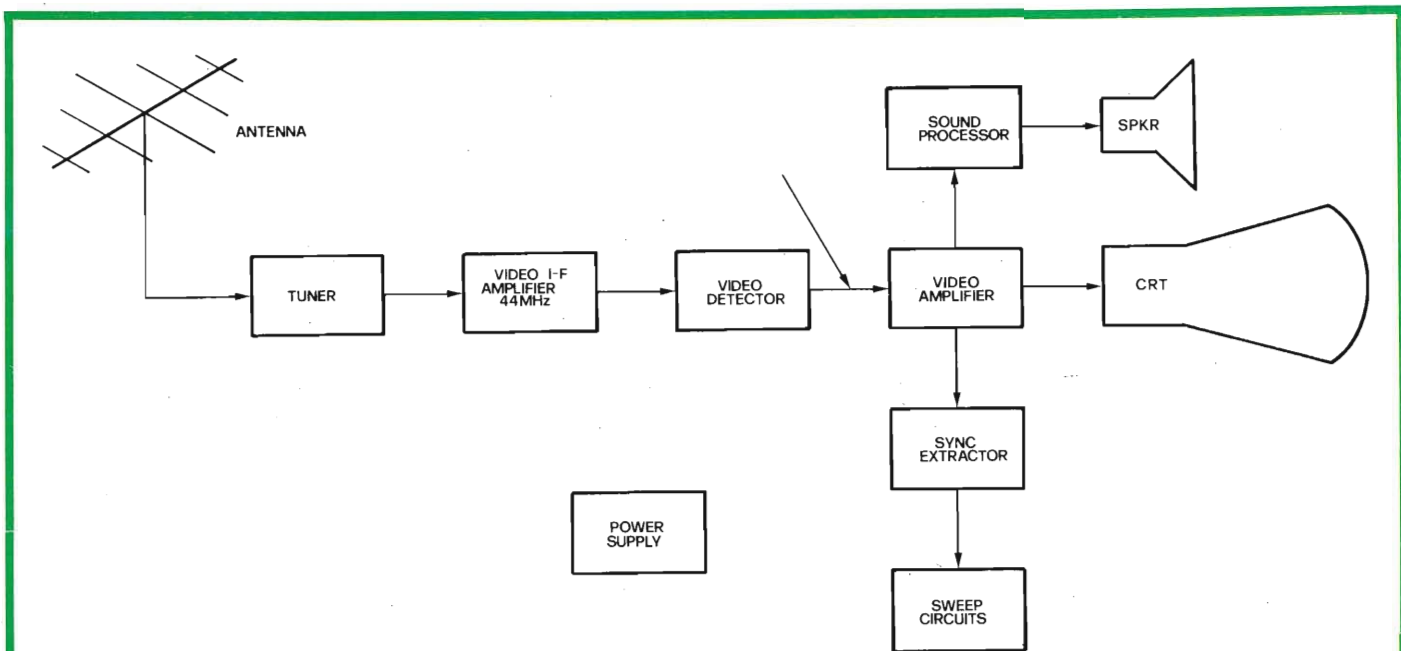 ANTENNA
SOUND
PROCESSOR
SPKR
TUNER
VIDEO I-F
AMPLIFIER
44MHz
VIDEO
DETECTOR
VIDEO
AMPLIFIER
CRT
SYNC
EXTRACTOR
POWER
SUPPLY
SWEEP
CIRCUITS